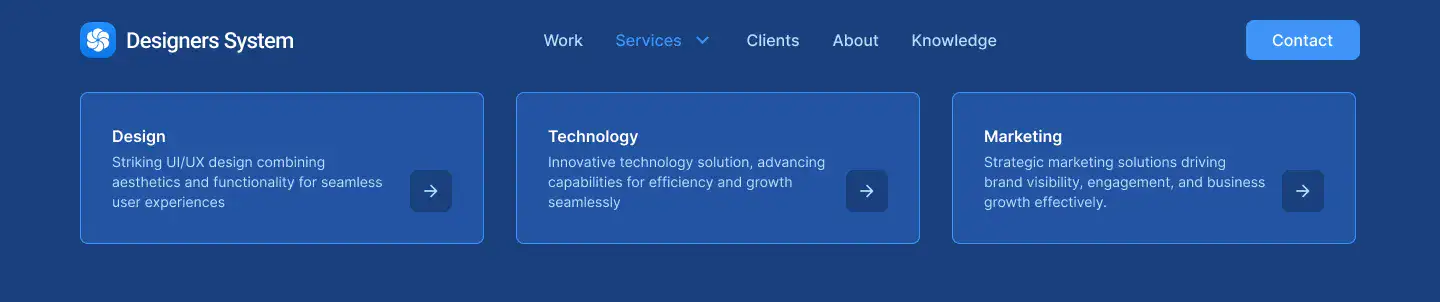 Designers System
Work
Services
Clients
About
Knowledge
Contact
Design
Striking UI/UX design combining
aesthetics and functionality for seamless
user experiences
Technology
Innovative technology solution, advancing
capabilities for efficiency and growth
seamlessly
Marketing
Strategic marketing solutions driving
brand visibility, engagement, and business
growth effectively.